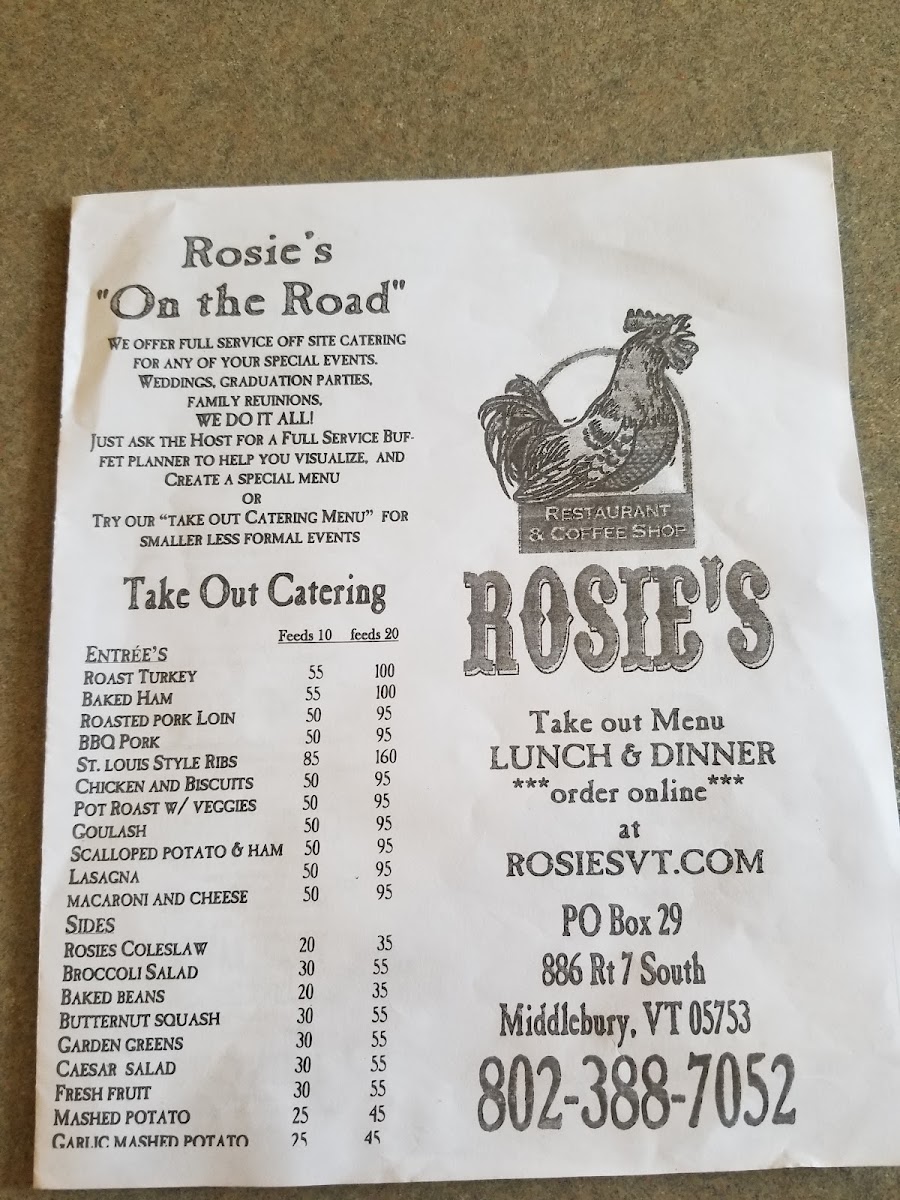 Rosie's
"On the Road"
We offer full service off site catering
for any of your special events.
Weddings, graduation parties,
family reuinions,
WE DO IT ALL!
Just ask the Host for a Full Service Buf-
fet planner to help you visualize, and
Create a special menu
or
Try our “take out Catering Menu” for
smaller less formal events
Take Out Catering
Feeds 10 feeds 20
Entrée's
Roast Turkey 55 100
Baked Ham 55 100
Roasted pork Loin 50 95
BBQ Pork 50 95
St. louis Style Ribs 85 160
Chicken and Biscuits 50 95
Pot Roast w/ veggies 50 95
Goulash 50 95
Scalloped potato & ham 50 95
Lasagna 50 95
macaroni and cheese 50 95
Sides
Rosies Coleslaw 20 35
Broccoli Salad 30 55
Baked beans 20 35
Butternut squash 30 55
Garden greens 30 55
Caesar salad 30 55
Fresh fruit 30 55
Mashed potato 25 45
Garlic mashed potato 25 45
Restaurant
& Coffee Shop
ROSIE'S
Take out Menu
LUNCH & DINNER
***order online***
at
ROSIESVT.COM
PO Box 29
886 Rt 7 South
Middlebury, VT 05753
802-388-7052